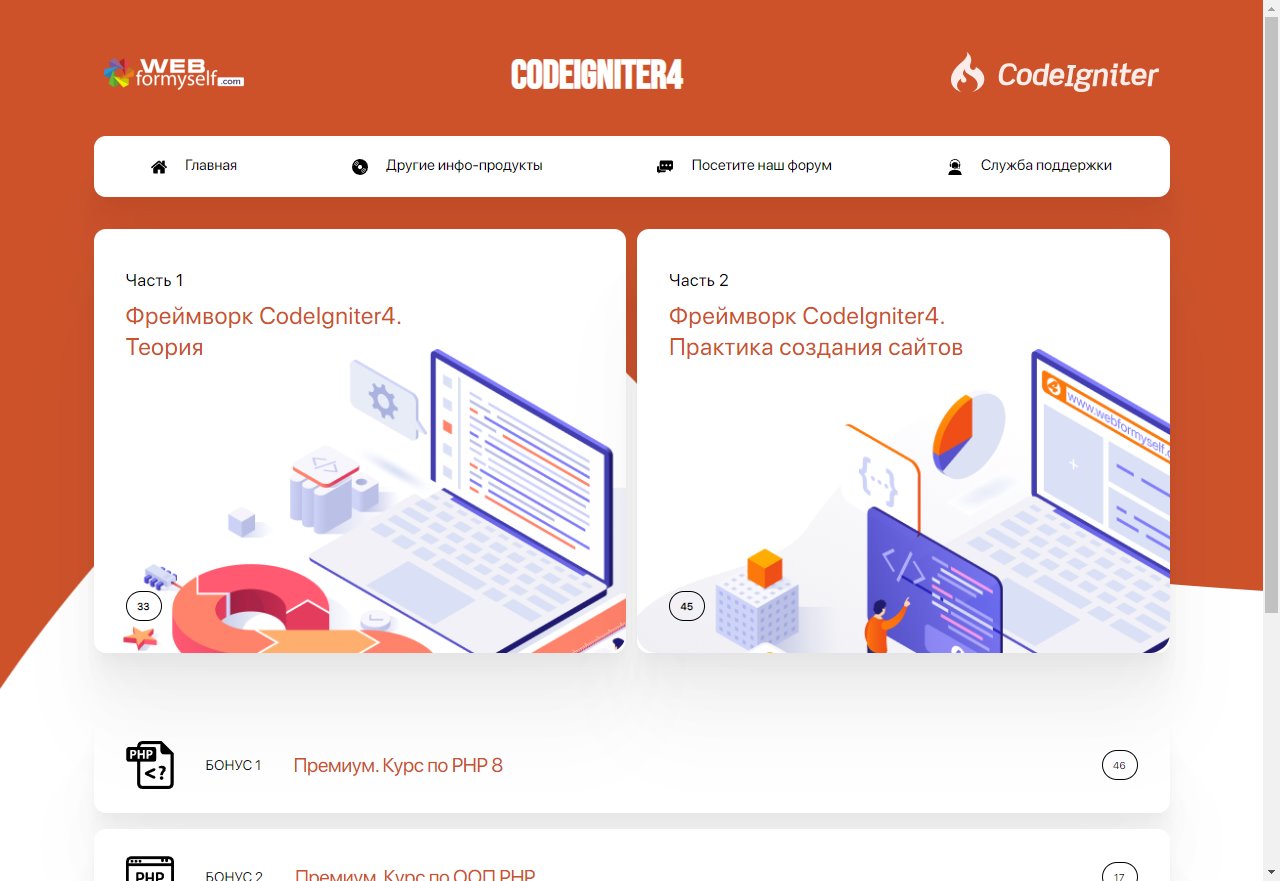 WEB
formyself.com
CODEIGNITER4
CodeIgniter
Главная
Другие инфо-продукты
Посетите наш форум
Служба поддержки
Часть 1
Фреймворк CodeIgniter4.
Теория
33
Часть 2
Фреймворк CodeIgniter4.
Практика создания сайтов
www.webformyself.c
</>
{...}
</>
45
PHP
<?
БОНУС 1
Премиум. Курс по PHP 8
46
PHP
БОНУС 2
Премиум. Курс по ООП PHP
17